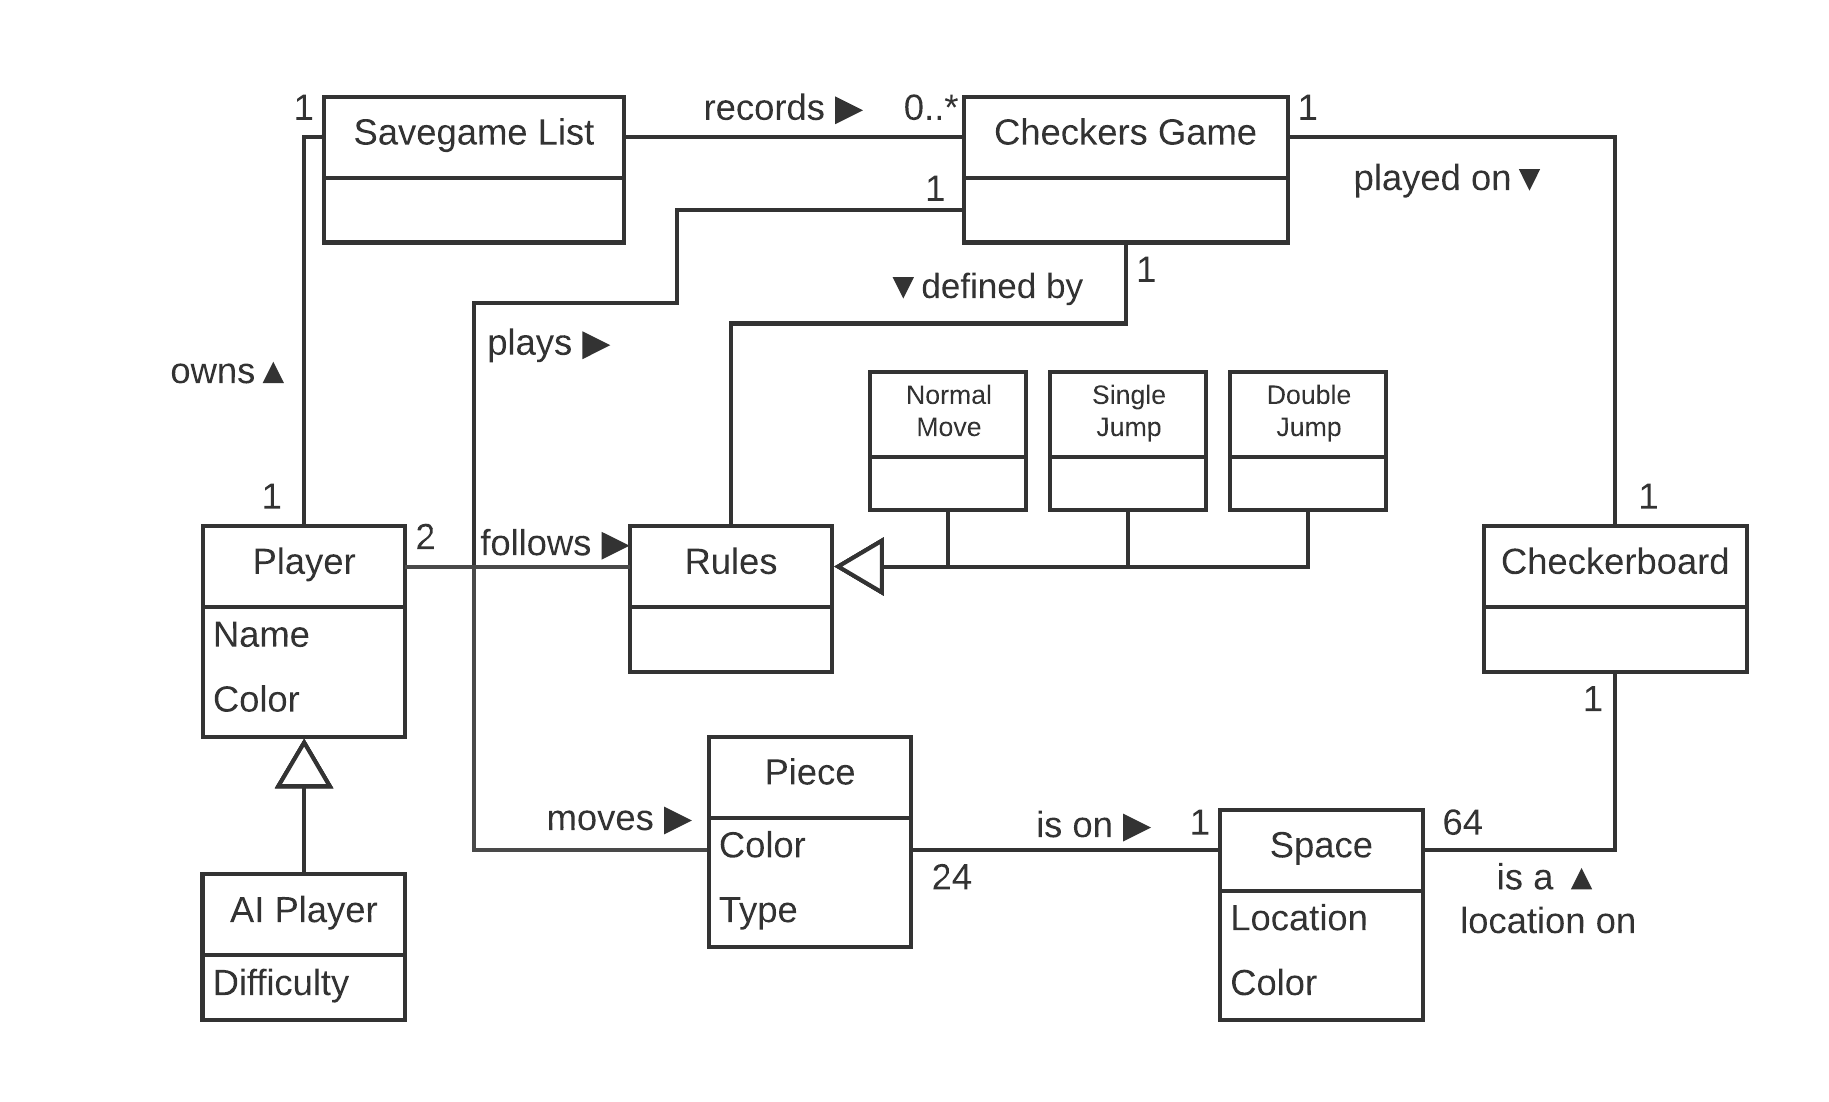 1
Savegame List
records ▶
0..*
Checkers Game
1
played on ▼
1
▼ defined by
1
plays ▶
owns ▲
Normal
Move
Single
Jump
Double
Jump
1
Player
Name
Color
2
follows ▶
Rules
1
Checkerboard
1
Piece
Color
Type
moves ▶
is on ▶
24
1
Space
Location
Color
64
is a ▲
location on
AI Player
Difficulty